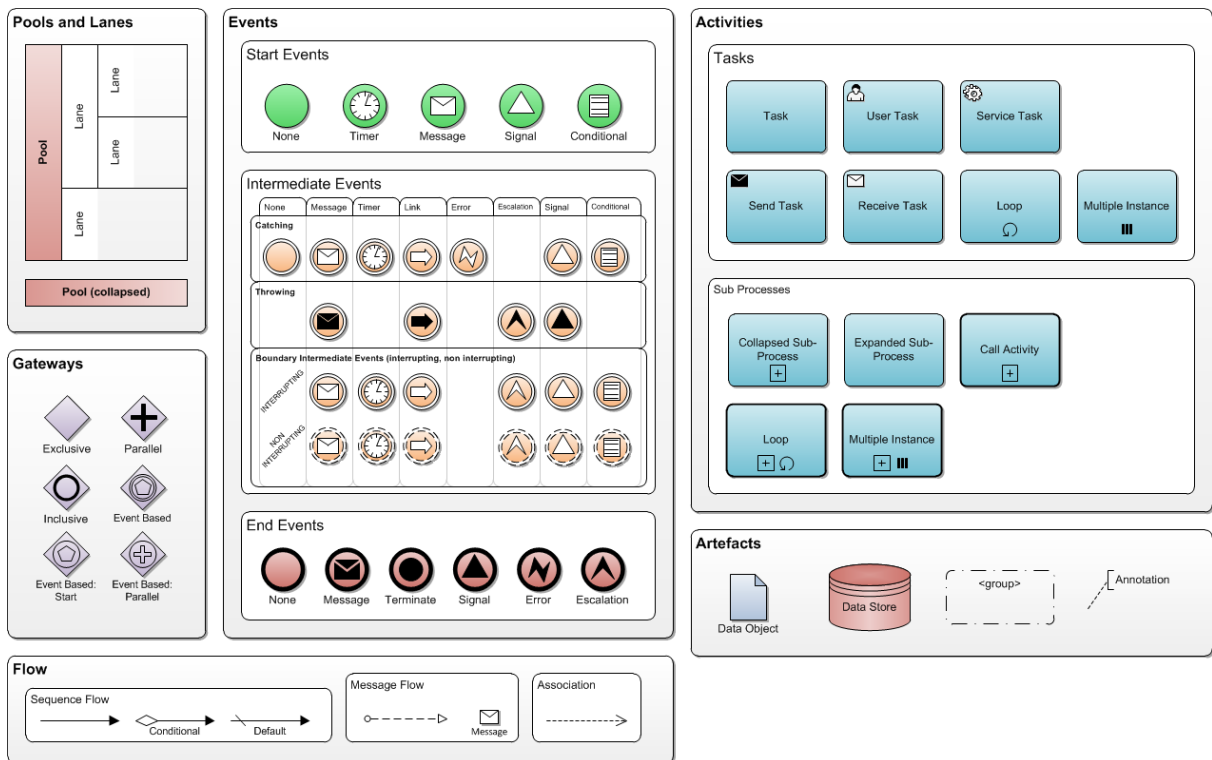 Pools and Lanes
Pool
Lane
Lane
Lane
Lane
Pool (collapsed)
Gateways
Exclusive
Parallel
Inclusive
Event Based
Event Based:
Start
Event Based:
Parallel
Events
Start Events
None
Timer
Message
Signal
Conditional
Intermediate Events
None
Message
Timer
Link
Error
Escalation
Signal
Conditional
Catching
Throwing
Boundary Intermediate Events (interrupting, non interrupting)
INTERRUPTING
NON
INTERRUPTING
End Events
None
Message
Terminate
Signal
Error
Escalation
Activities
Tasks
Task
User Task
Service Task
Send Task
Receive Task
Loop
Multiple Instance
Sub Processes
Collapsed Sub-
Process
Expanded Sub-
Process
Call Activity
Loop
Multiple Instance
Artefacts
Data Object
Data Store
<group>
Annotation
Flow
Sequence Flow
Conditional
Default
Message Flow
Message
Association